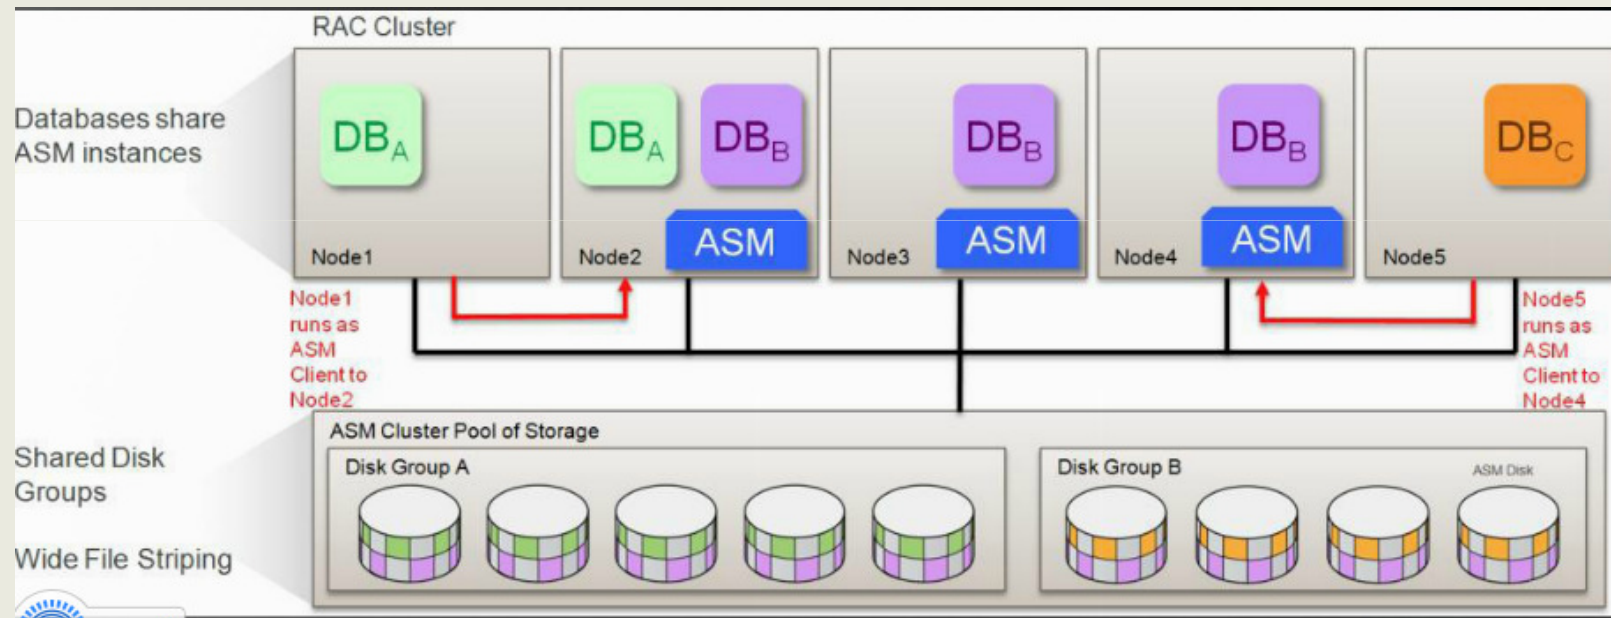 RAC Cluster
Databases share
ASM instances
DBA
DBA
DBB
DBB
DBB
DBC
ASM
ASM
ASM
Node1
Node2
Node3
Node4
Node5
Node1
runs as
ASM
Client to
Node2
Node5
runs as
ASM
Client to
Node4
ASM Cluster Pool of Storage
Shared Disk
Groups
Disk Group A
Disk Group B
ASM Disk
Wide File Striping